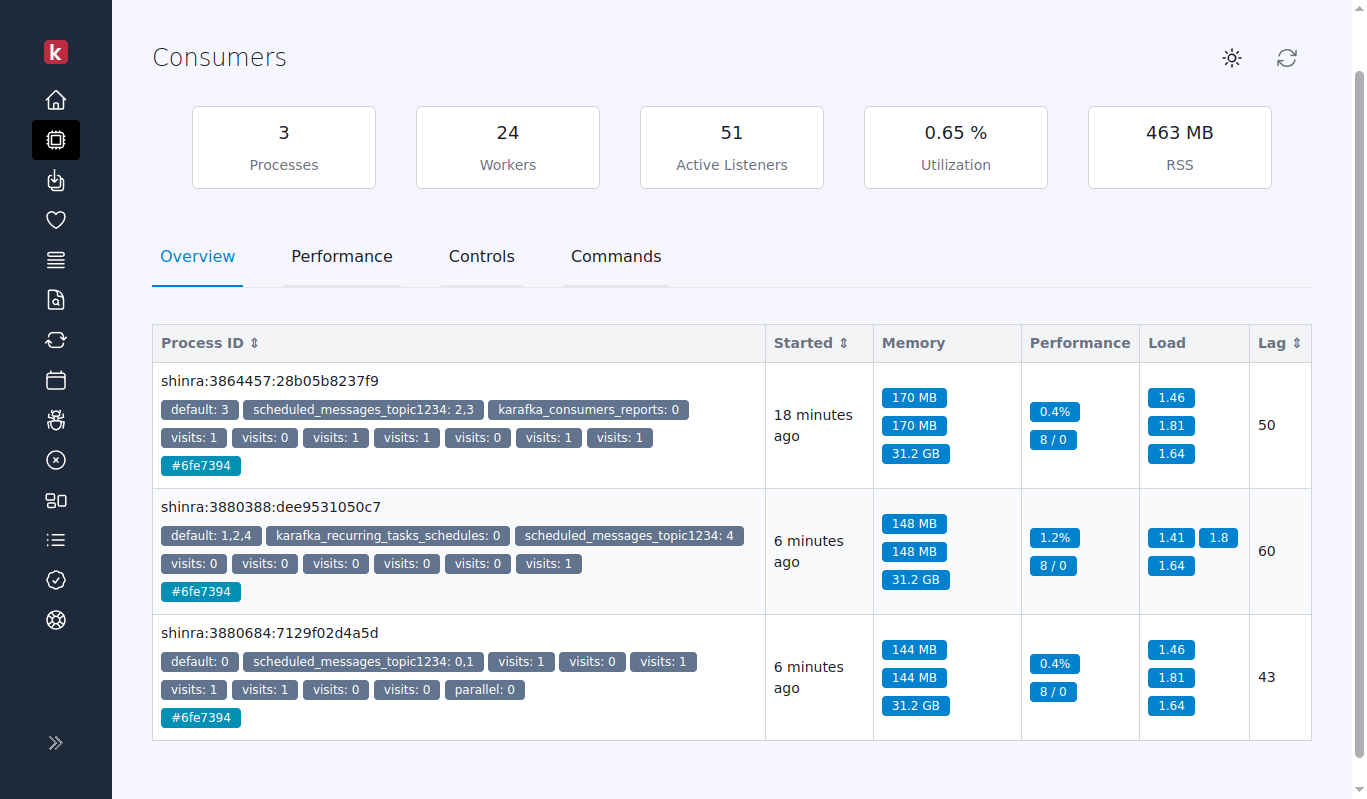 k
Consumers
3
Processes
24
Workers
51
Active Listeners
0.65 %
Utilization
463 MB
RSS
Overview Performance Controls Commands
Process ID ⇕ Started ⇕ Memory Performance Load Lag ⇕
shinra:3864457:28b05b8237f9
default: 3 scheduled_messages_topic1234: 2,3 karafka_consumers_reports: 0
visits: 1 visits: 0 visits: 1 visits: 1 visits: 0 visits: 1 visits: 1
#6fe7394
18 minutes
ago
170 MB
170 MB
31.2 GB
0.4%
8 / 0
1.46
1.81
1.64
50
shinra:3880388:dee9531050c7
default: 1,2,4 karafka_recurring_tasks_schedules: 0 scheduled_messages_topic1234: 4
visits: 0 visits: 0 visits: 0 visits: 0 visits: 0 visits: 1
#6fe7394
6 minutes
ago
148 MB
148 MB
31.2 GB
1.2%
8 / 0
1.41 1.8
1.64
60
shinra:3880684:7129f02d4a5d
default: 0 scheduled_messages_topic1234: 0,1 visits: 1 visits: 0 visits: 1
visits: 1 visits: 1 visits: 0 visits: 0 parallel: 0
#6fe7394
6 minutes
ago
144 MB
144 MB
31.2 GB
0.4%
8 / 0
1.46
1.81
1.64
43